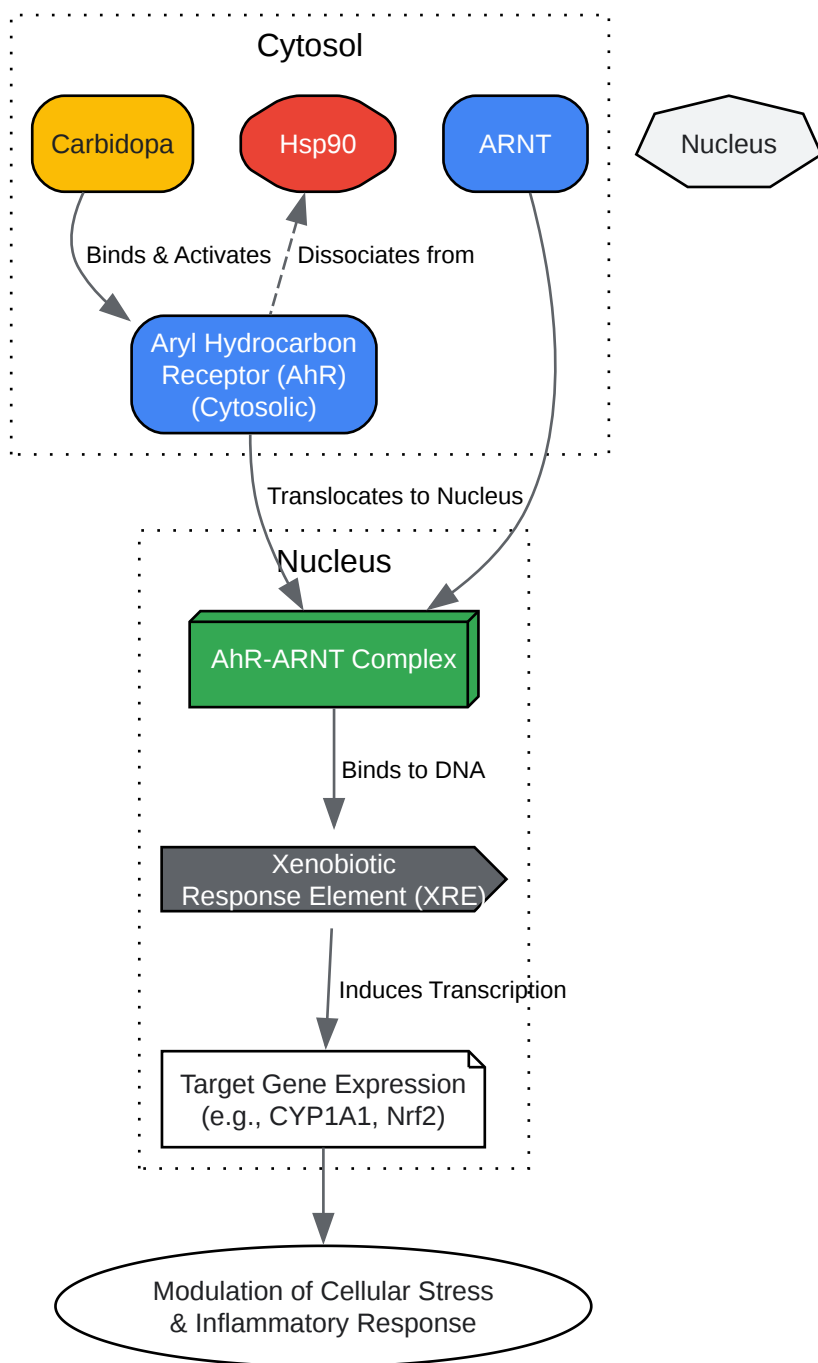 Cytosol
Carbidopa
Hsp90
ARNT
Nucleus
Binds & Activates
Dissociates from
Aryl Hydrocarbon
Receptor (AhR)
(Cytosolic)
Translocates to Nucleus
Nucleus
AhR-ARNT Complex
Binds to DNA
Xenobiotic
Response Element (XRE)
Induces Transcription
Target Gene Expression
(e.g., CYP1A1, Nrf2)
Modulation of Cellular Stress
& Inflammatory Response